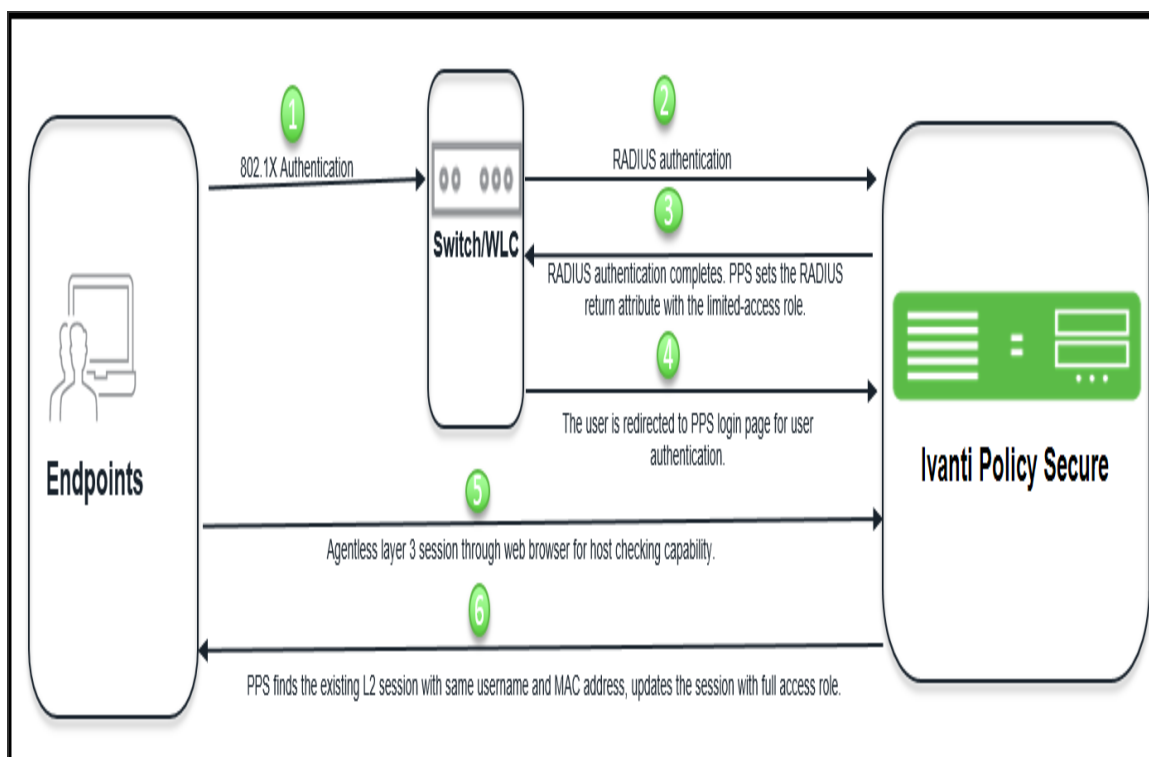 1
802.1X Authentication
Switch/WLC
2
RADIUS authentication
3
RADIUS authentication completes. PPS sets the RADIUS
return attribute with the limited-access role.
4
The user is redirected to PPS login page for user
authentication.
Endpoints
Ivanti Policy Secure
5
Agentless layer 3 session through web browser for host checking capability.
6
PPS finds the existing L2 session with same username and MAC address, updates the session with full access role.